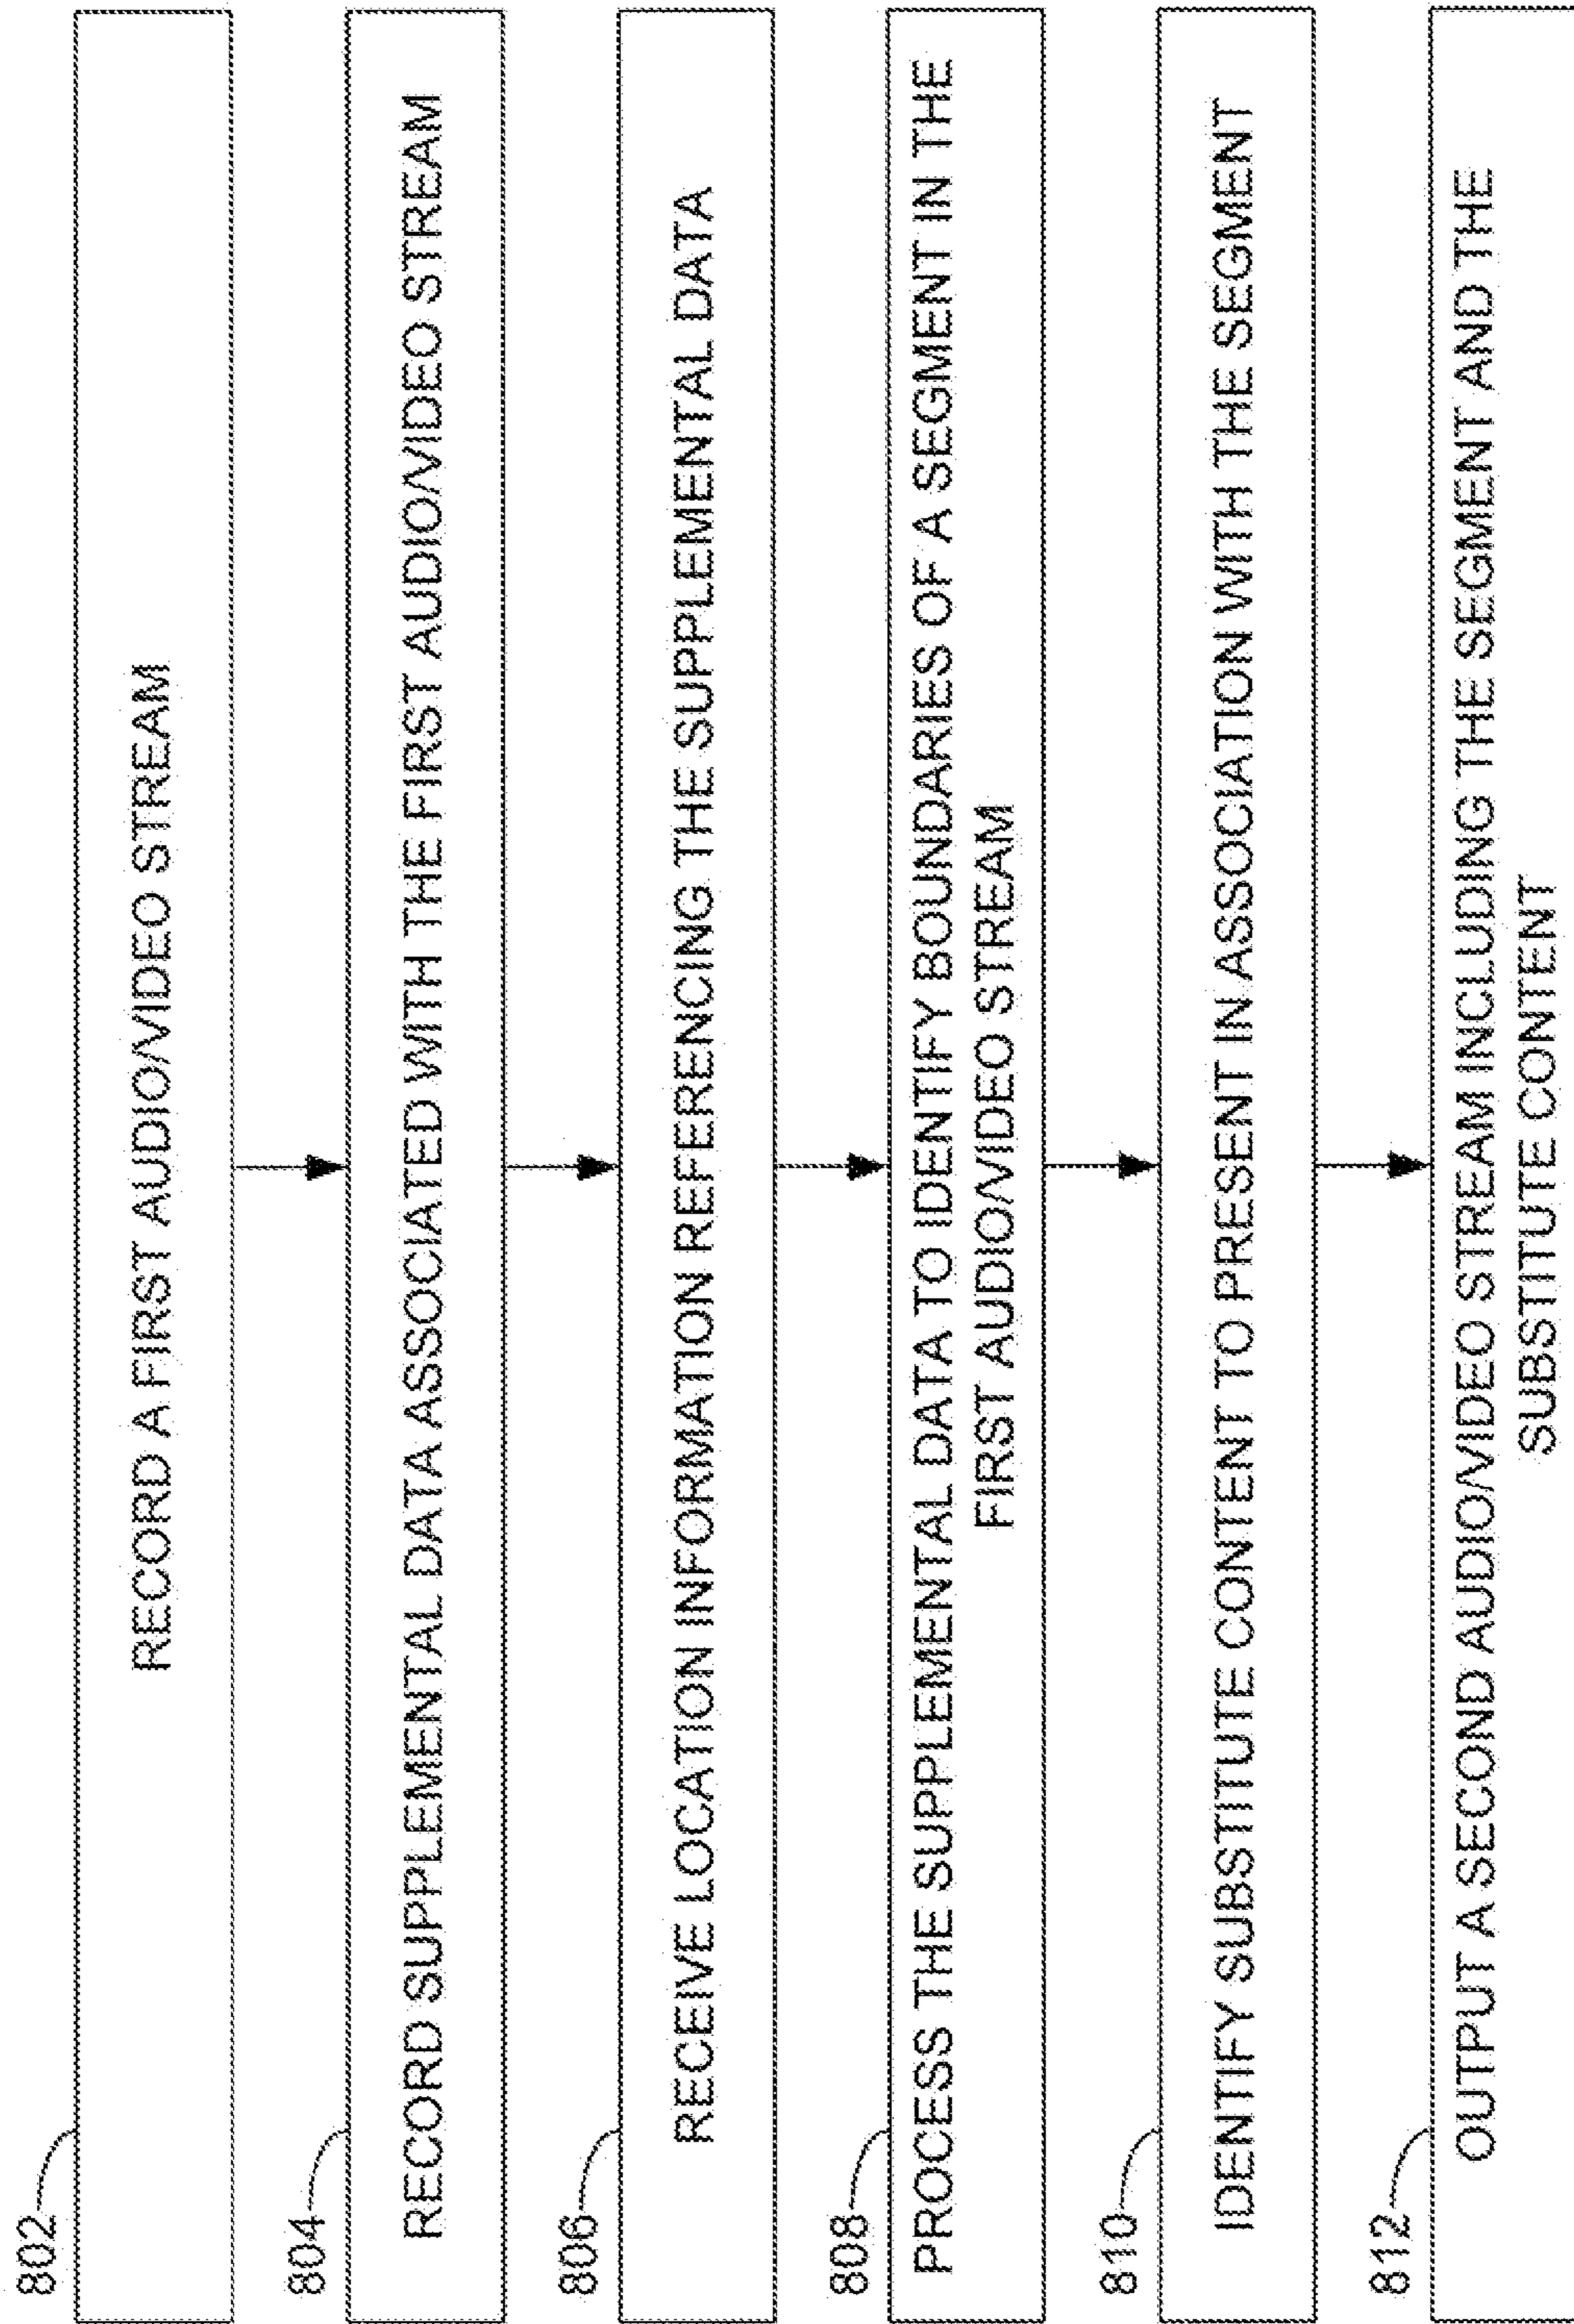 802
RECORD A FIRST AUDIO/VIDEO STREAM
804
RECORD SUPPLEMENTAL DATA ASSOCIATED WITH THE FIRST AUDIO/VIDEO STREAM
806
RECEIVE LOCATION INFORMATION REFERENCING THE SUPPLEMENTAL DATA
808
PROCESS THE SUPPLEMENTAL DATA TO IDENTIFY BOUNDARIES OF A SEGMENT IN THE
FIRST AUDIO/VIDEO STREAM
810
IDENTIFY SUBSTITUTE CONTENT TO PRESENT IN ASSOCIATION WITH THE SEGMENT
812
OUTPUT A SECOND AUDIO/VIDEO STREAM INCLUDING THE SEGMENT AND THE
SUBSTITUTE CONTENT